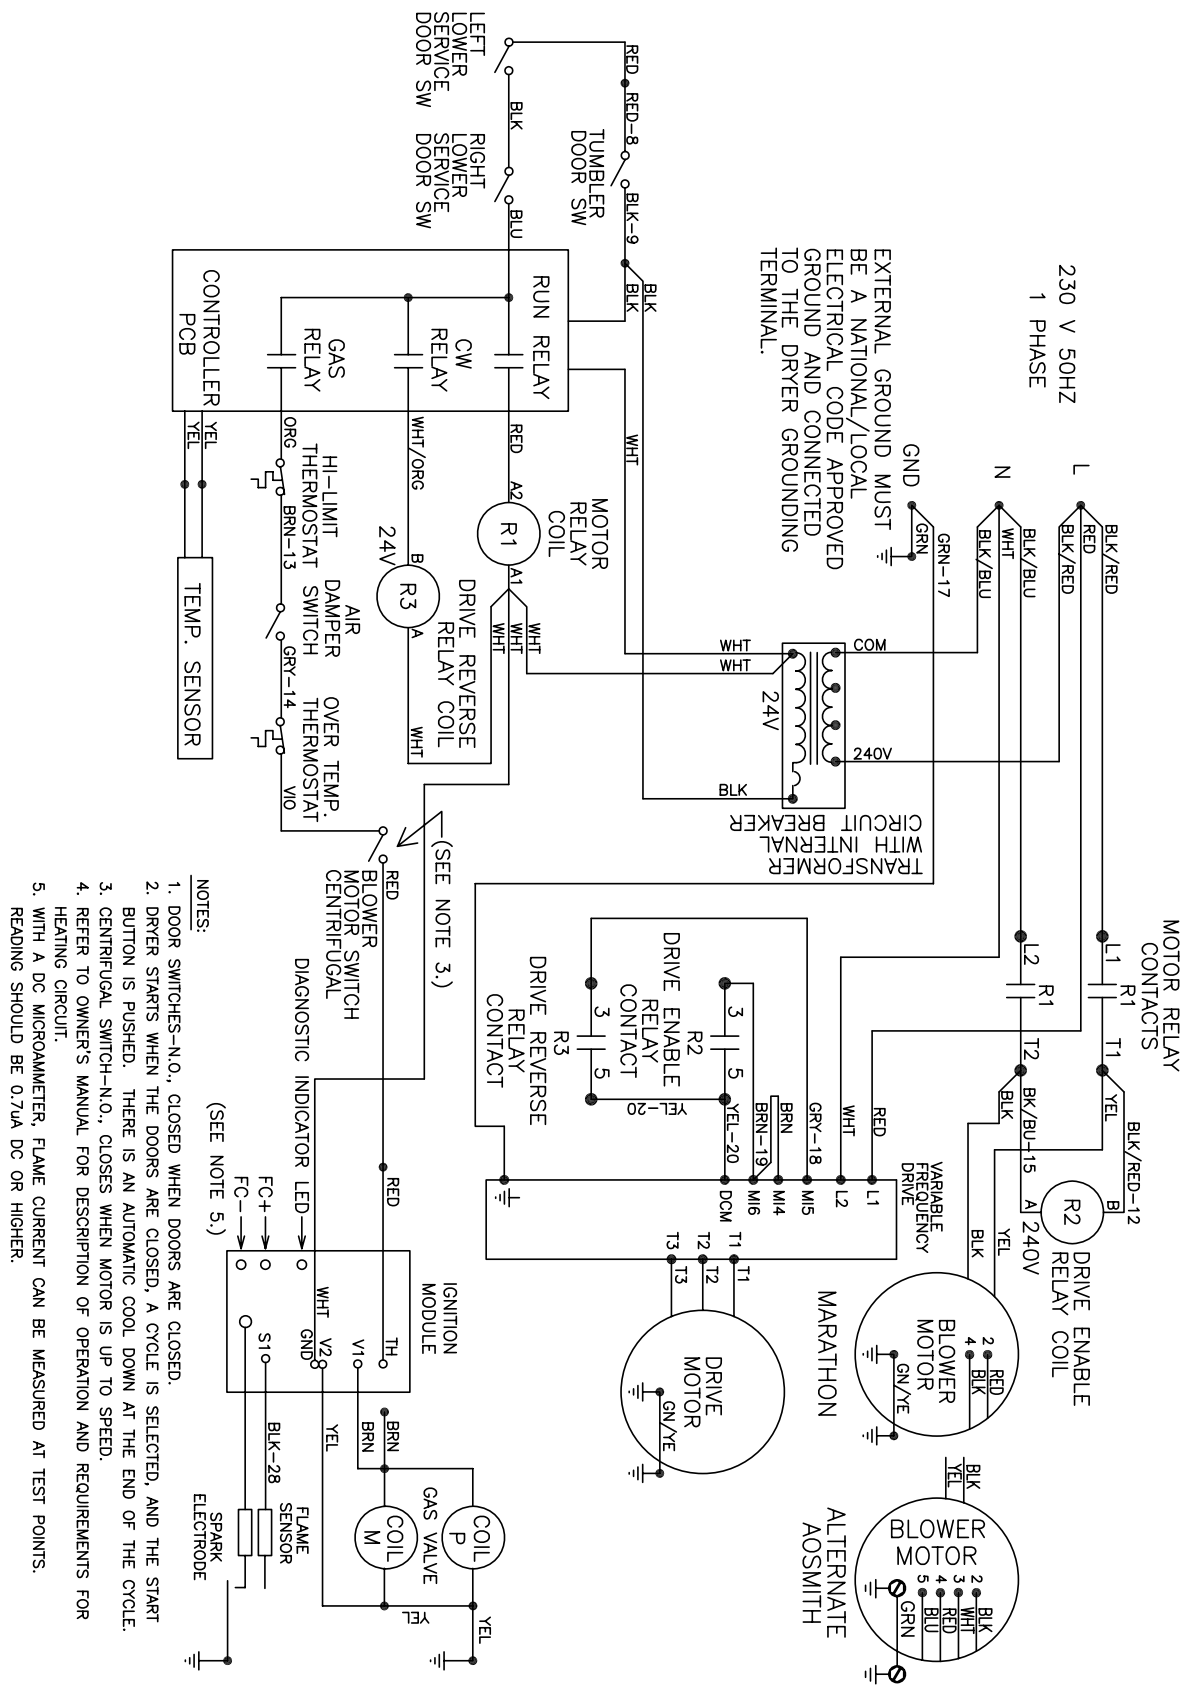 230 V 50HZ
1 PHASE
L
N
GND
BLK/RED
RED
BLK/RED
BLK/BLU
WHT
BLK/BLU
GRN-17
GRN
EXTERNAL GROUND MUST
BE A NATIONAL/LOCAL
ELECTRICAL CODE APPROVED
GROUND AND CONNECTED
TO THE DRYER GROUNDING
TERMINAL.
COM
240V
24V
WHT
WHT
BLK
TRANSFORMER
WITH INTERNAL
CIRCUIT BREAKER
MOTOR RELAY
CONTACTS
L1
R1
T1
L2
R1
T2
YEL
BLK/RED-12
BLK
BK/BU-15
A
R2
B
240V
DRIVE ENABLE
RELAY COIL
YEL
BLK
BLOWER
MOTOR
2
4
RED
BLK
GN/YE
MARATHON
BLK
YEL
BLOWER
MOTOR
2
3
4
5
BLK
WHT
RED
BLU
GRN
ALTERNATE
AOSMITH
RED
RED-8
TUMBLER
DOOR SW
BLK-9
BLK
BLK
LEFT
LOWER
SERVICE
DOOR SW
BLK
RIGHT
LOWER
SERVICE
DOOR SW
BLU
RUN RELAY
CW
RELAY
GAS
RELAY
CONTROLLER
PCB
WHT
RED
A2
R1
A1
MOTOR
RELAY
COIL
WHT
WHT
WHT
WHT/ORG
B
R3
A
24V
DRIVE REVERSE
RELAY COIL
WHT
ORG
HI-LIMIT
THERMOSTAT
BRN-13
AIR
DAMPER
SWITCH
GRY-14
OVER TEMP.
THERMOSTAT
VIO
YEL
YEL
TEMP. SENSOR
(SEE NOTE 3.)
BLOWER
MOTOR SWITCH
CENTRIFUGAL
RED
RED
3
R2
5
DRIVE ENABLE
RELAY
CONTACT
3
R3
5
DRIVE REVERSE
RELAY
CONTACT
YEL-20
YEL-20
BRN-19
BRN
GRY-18
WHT
RED
VARIABLE
FREQUENCY
DRIVE
L1
L2
MI5
MI4
MI6
DCM
T1
T2
T3
T1
T2
T3
DRIVE
MOTOR
GN/YE
IGNITION
MODULE
TH
V1
V2
GND
WHT
S1
DIAGNOSTIC INDICATOR LED
FC+
FC-
(SEE NOTE 5.)
BRN
BRN
YEL
COIL
P
COIL
M
GAS VALVE
YEL
YEL
BLK-28
FLAME
SENSOR
SPARK
ELECTRODE
NOTES:
1. DOOR SWITCHES-N.O., CLOSED WHEN DOORS ARE CLOSED.
2. DRYER STARTS WHEN THE DOORS ARE CLOSED, A CYCLE IS SELECTED, AND THE START
BUTTON IS PUSHED. THERE IS AN AUTOMATIC COOL DOWN AT THE END OF THE CYCLE.
3. CENTRIFUGAL SWITCH-N.O., CLOSES WHEN MOTOR IS UP TO SPEED.
4. REFER TO OWNER'S MANUAL FOR DESCRIPTION OF OPERATION AND REQUIREMENTS FOR
HEATING CIRCUIT.
5. WITH A DC MICROAMMETER, FLAME CURRENT CAN BE MEASURED AT TEST POINTS.
READING SHOULD BE 0.7uA DC OR HIGHER.